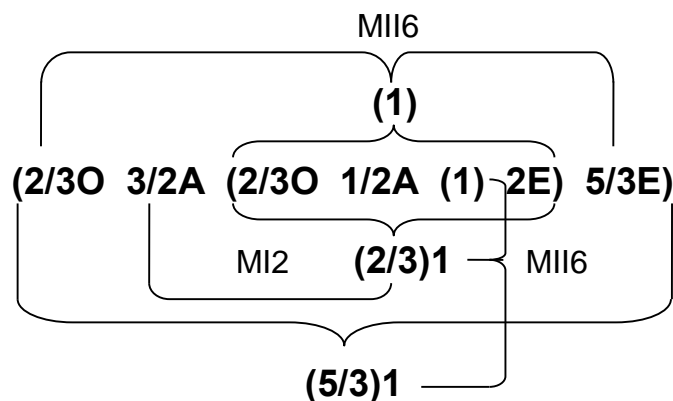 MII6
(1)
(2/3O 3/2A (2/3O 1/2A (1) 2E) 5/3E)
MI2 (2/3)1 MII6
(5/3)1